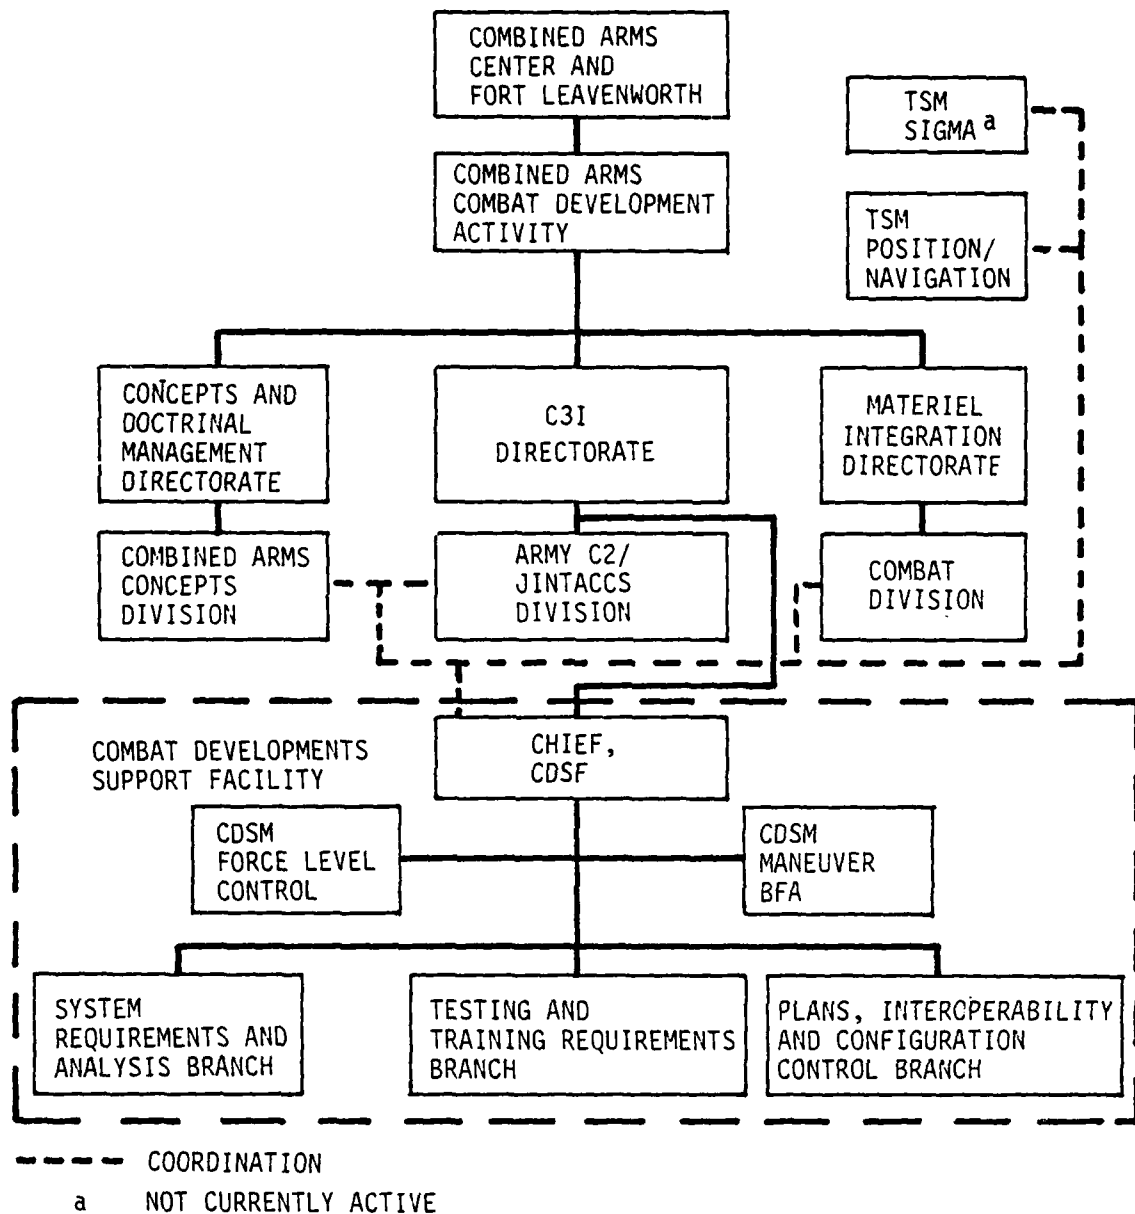 COMBINED ARMS
CENTER AND
FORT LEAVENWORTH
TSM
SIGMA a
COMBINED ARMS
COMBAT DEVELOPMENT
ACTIVITY
TSM
POSITION/
NAVIGATION
CONCEPTS AND
DOCTRINAL
MANAGEMENT
DIRECTORATE
C3I
DIRECTORATE
MATERIEL
INTEGRATION
DIRECTORATE
COMBINED ARMS
CONCEPTS
DIVISION
ARMY C2/
JINTACCS
DIVISION
COMBAT
DIVISION
COMBAT DEVELOPMENTS
SUPPORT FACILITY
CHIEF,
CDSF
CDSM
FORCE LEVEL
CONTROL
CDSM
MANEUVER
BFA
SYSTEM
REQUIREMENTS AND
ANALYSIS BRANCH
TESTING AND
TRAINING REQUIREMENTS
BRANCH
PLANS, INTEROPERABILITY
AND CONFIGURATION
CONTROL BRANCH
COORDINATION
a NOT CURRENTLY ACTIVE